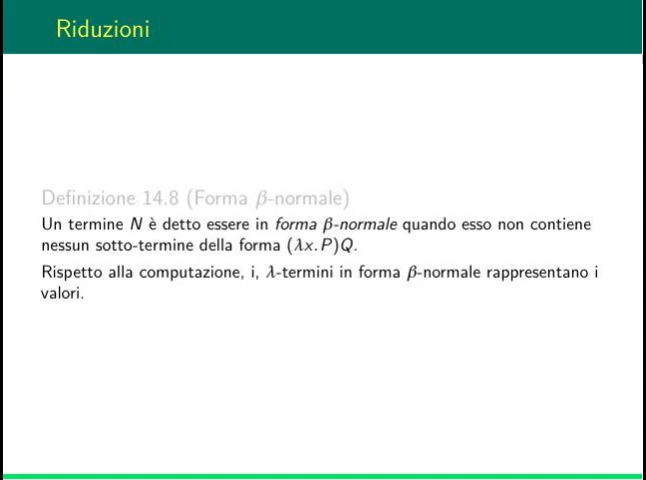 Riduzioni
Definizione 14.8 (Forma β-normale)
Un termine N è detto essere in forma β-normale quando esso non contiene
nessun sotto-termine della forma (λx.P)Q.
Rispetto alla computazione, i, λ-termini in forma β-normale rappresentano i
valori.